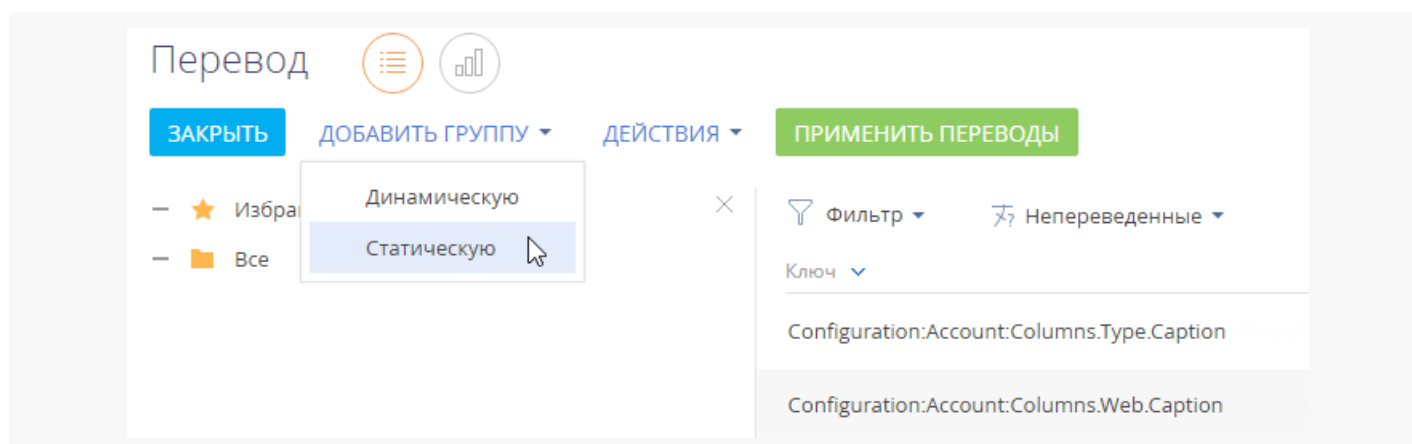 Перевод
ЗАКРЫТЬ ДОБАВИТЬ ГРУППУ ДЕЙСТВИЯ ПРИМЕНИТЬ ПЕРЕВОДЫ
Динамическую
Статическую
Все
Фильтр Непереведенные
Ключ
Configuration:Account:Columns.Type.Caption
Configuration:Account:Columns.Web.Caption